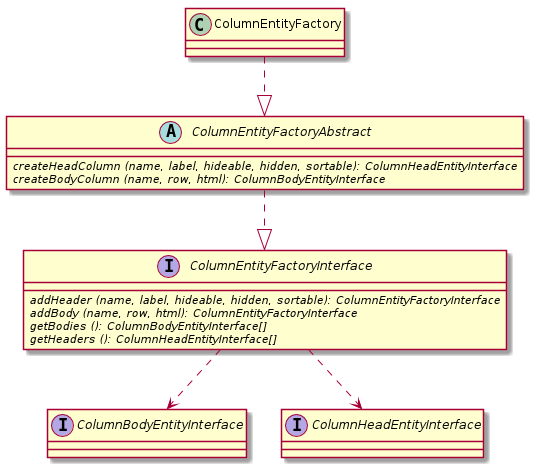 C ColumnEntityFactory
A ColumnEntityFactoryAbstract
createHeadColumn (name, label, hideable, hidden, sortable): ColumnHeadEntityInterface
createBodyColumn (name, row, html): ColumnBodyEntityInterface
I ColumnEntityFactoryInterface
addHeader (name, label, hideable, hidden, sortable): ColumnEntityFactoryInterface
addBody (name, row, html): ColumnEntityFactoryInterface
getBodies (): ColumnBodyEntityInterface[]
getHeaders (): ColumnHeadEntityInterface[]
I ColumnBodyEntityInterface
I ColumnHeadEntityInterface